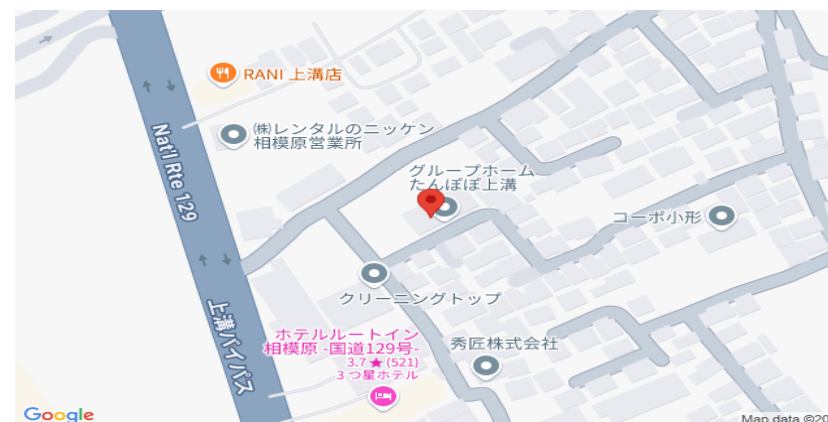 RANI 上溝店
㈱レンタルのニッケン
相模原営業所
Nat'l Rte 129
グループホーム
たんぽぽ上溝
コーポ小形
クリーニングトップ
上溝バイパス
ホテルルートイン
相模原 -国道129号-
3.7 ★ (521)
3 つ星ホテル
秀匠株式会社
Google
Map data ©20